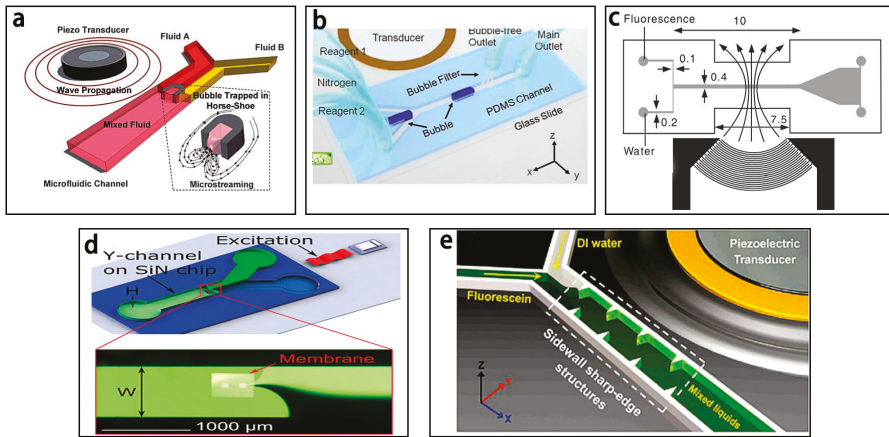 a
Piezo Transducer
Fluid A
Fluid B
Wave Propagation
Bubble Trapped in
Horse-Shoe
Mixed Fluid
Microfluidic Channel
Microstreaming
b
Transducer
Bubble-free
Outlet
Main
Outlet
Reagent 1
Nitrogen
Reagent 2
Bubble Filter
Bubble
PDMS Channel
Glass Slide
z
x
y
c
Fluorescence
10
0.1
0.4
0.2
7.5
Water
d
Excitation
Y-channel
on SiN chip
H
Membrane
W
1000 µm
e
DI water
Piezoelectric
Transducer
Fluorescein
Sidewall sharp-edge
structures
Mixed liquids
Z
Y
X